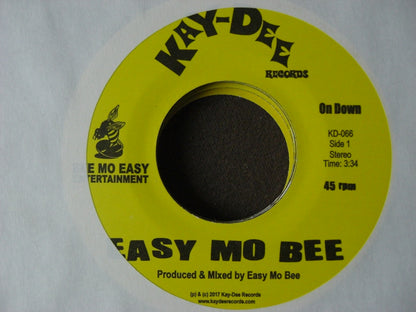 KAY-DEE
RECORDS
On Down
KD-066
Side 1
Stereo
Time: 3:34
45 rpm
EE MO EASY
TERTAINMENT
EASY MO BEE
Produced & Mixed by Easy Mo Bee
(p) & (c) 2017 Kay-Dee Records
www.kaydeerecords.com